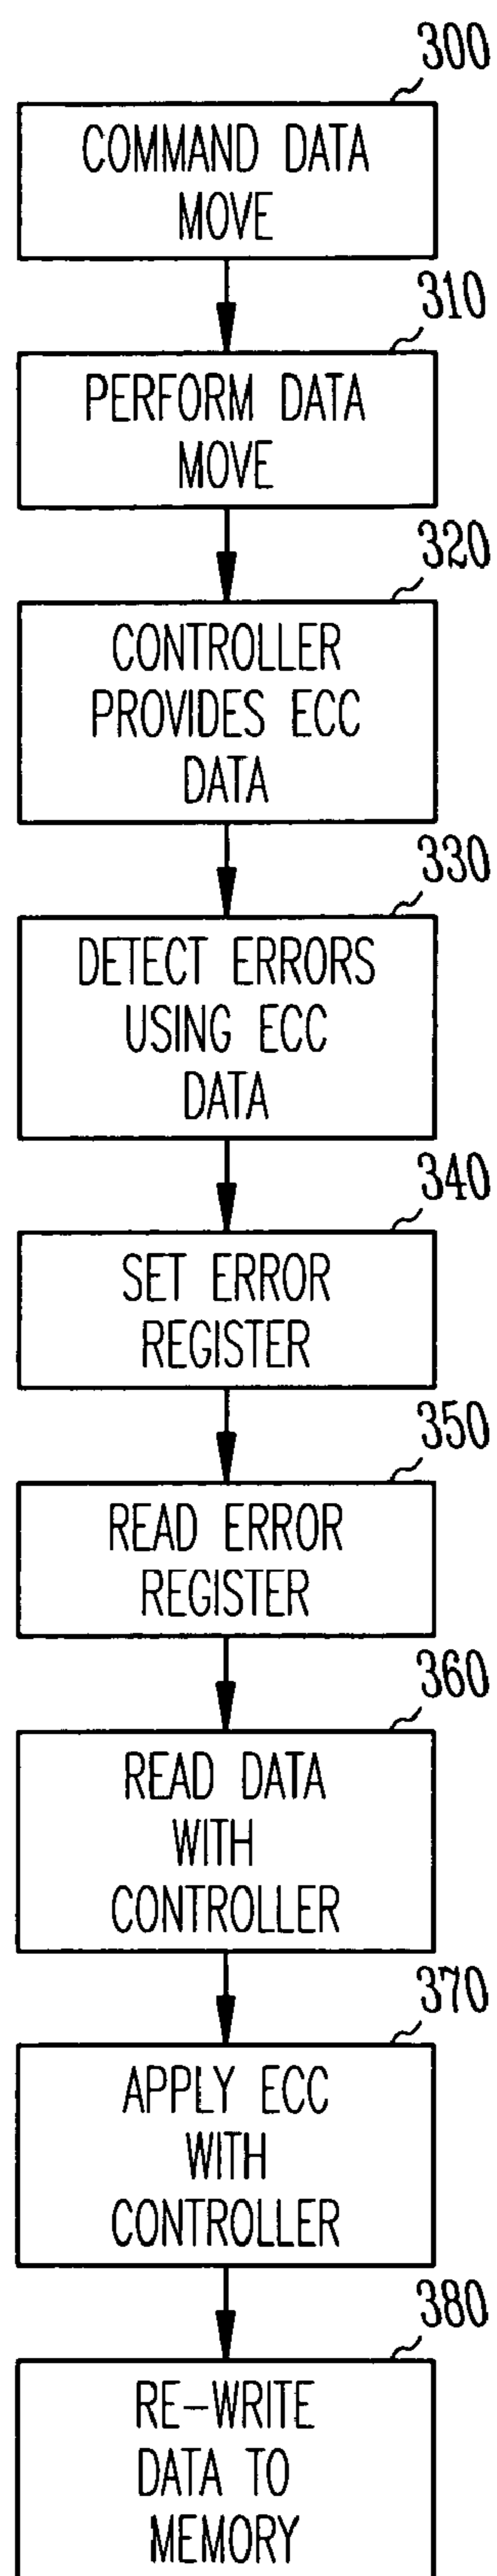 300
COMMAND DATA
MOVE
310
PERFORM DATA
MOVE
320
CONTROLLER
PROVIDES ECC
DATA
330
DETECT ERRORS
USING ECC
DATA
340
SET ERROR
REGISTER
350
READ ERROR
REGISTER
360
READ DATA
WITH
CONTROLLER
370
APPLY ECC
WITH
CONTROLLER
380
RE-WRITE
DATA TO
MEMORY